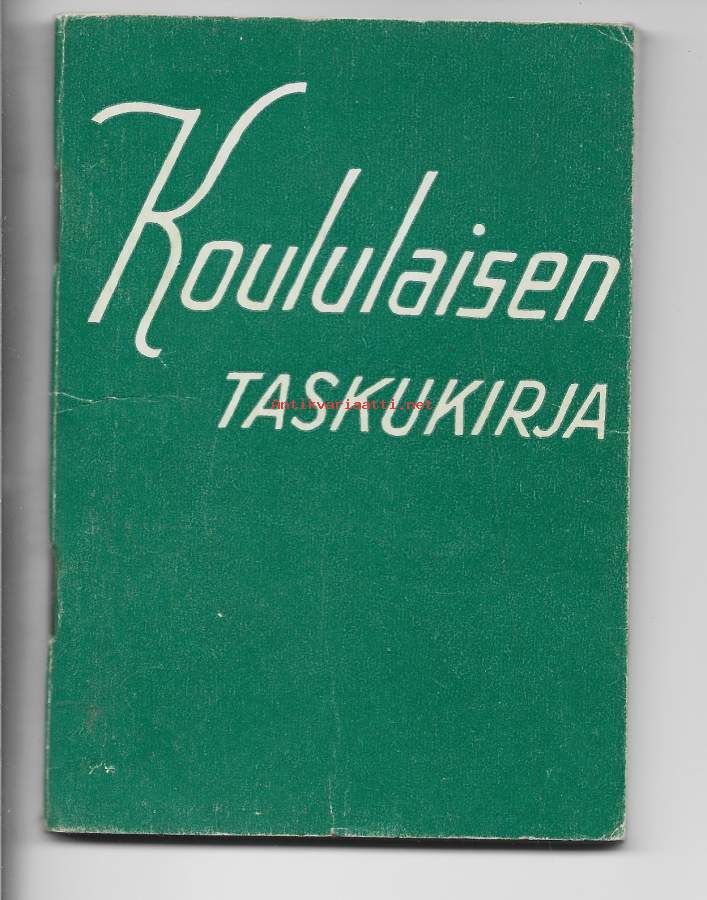 Koululaisen
TASKUKIRJA
Antikvariaatti.net